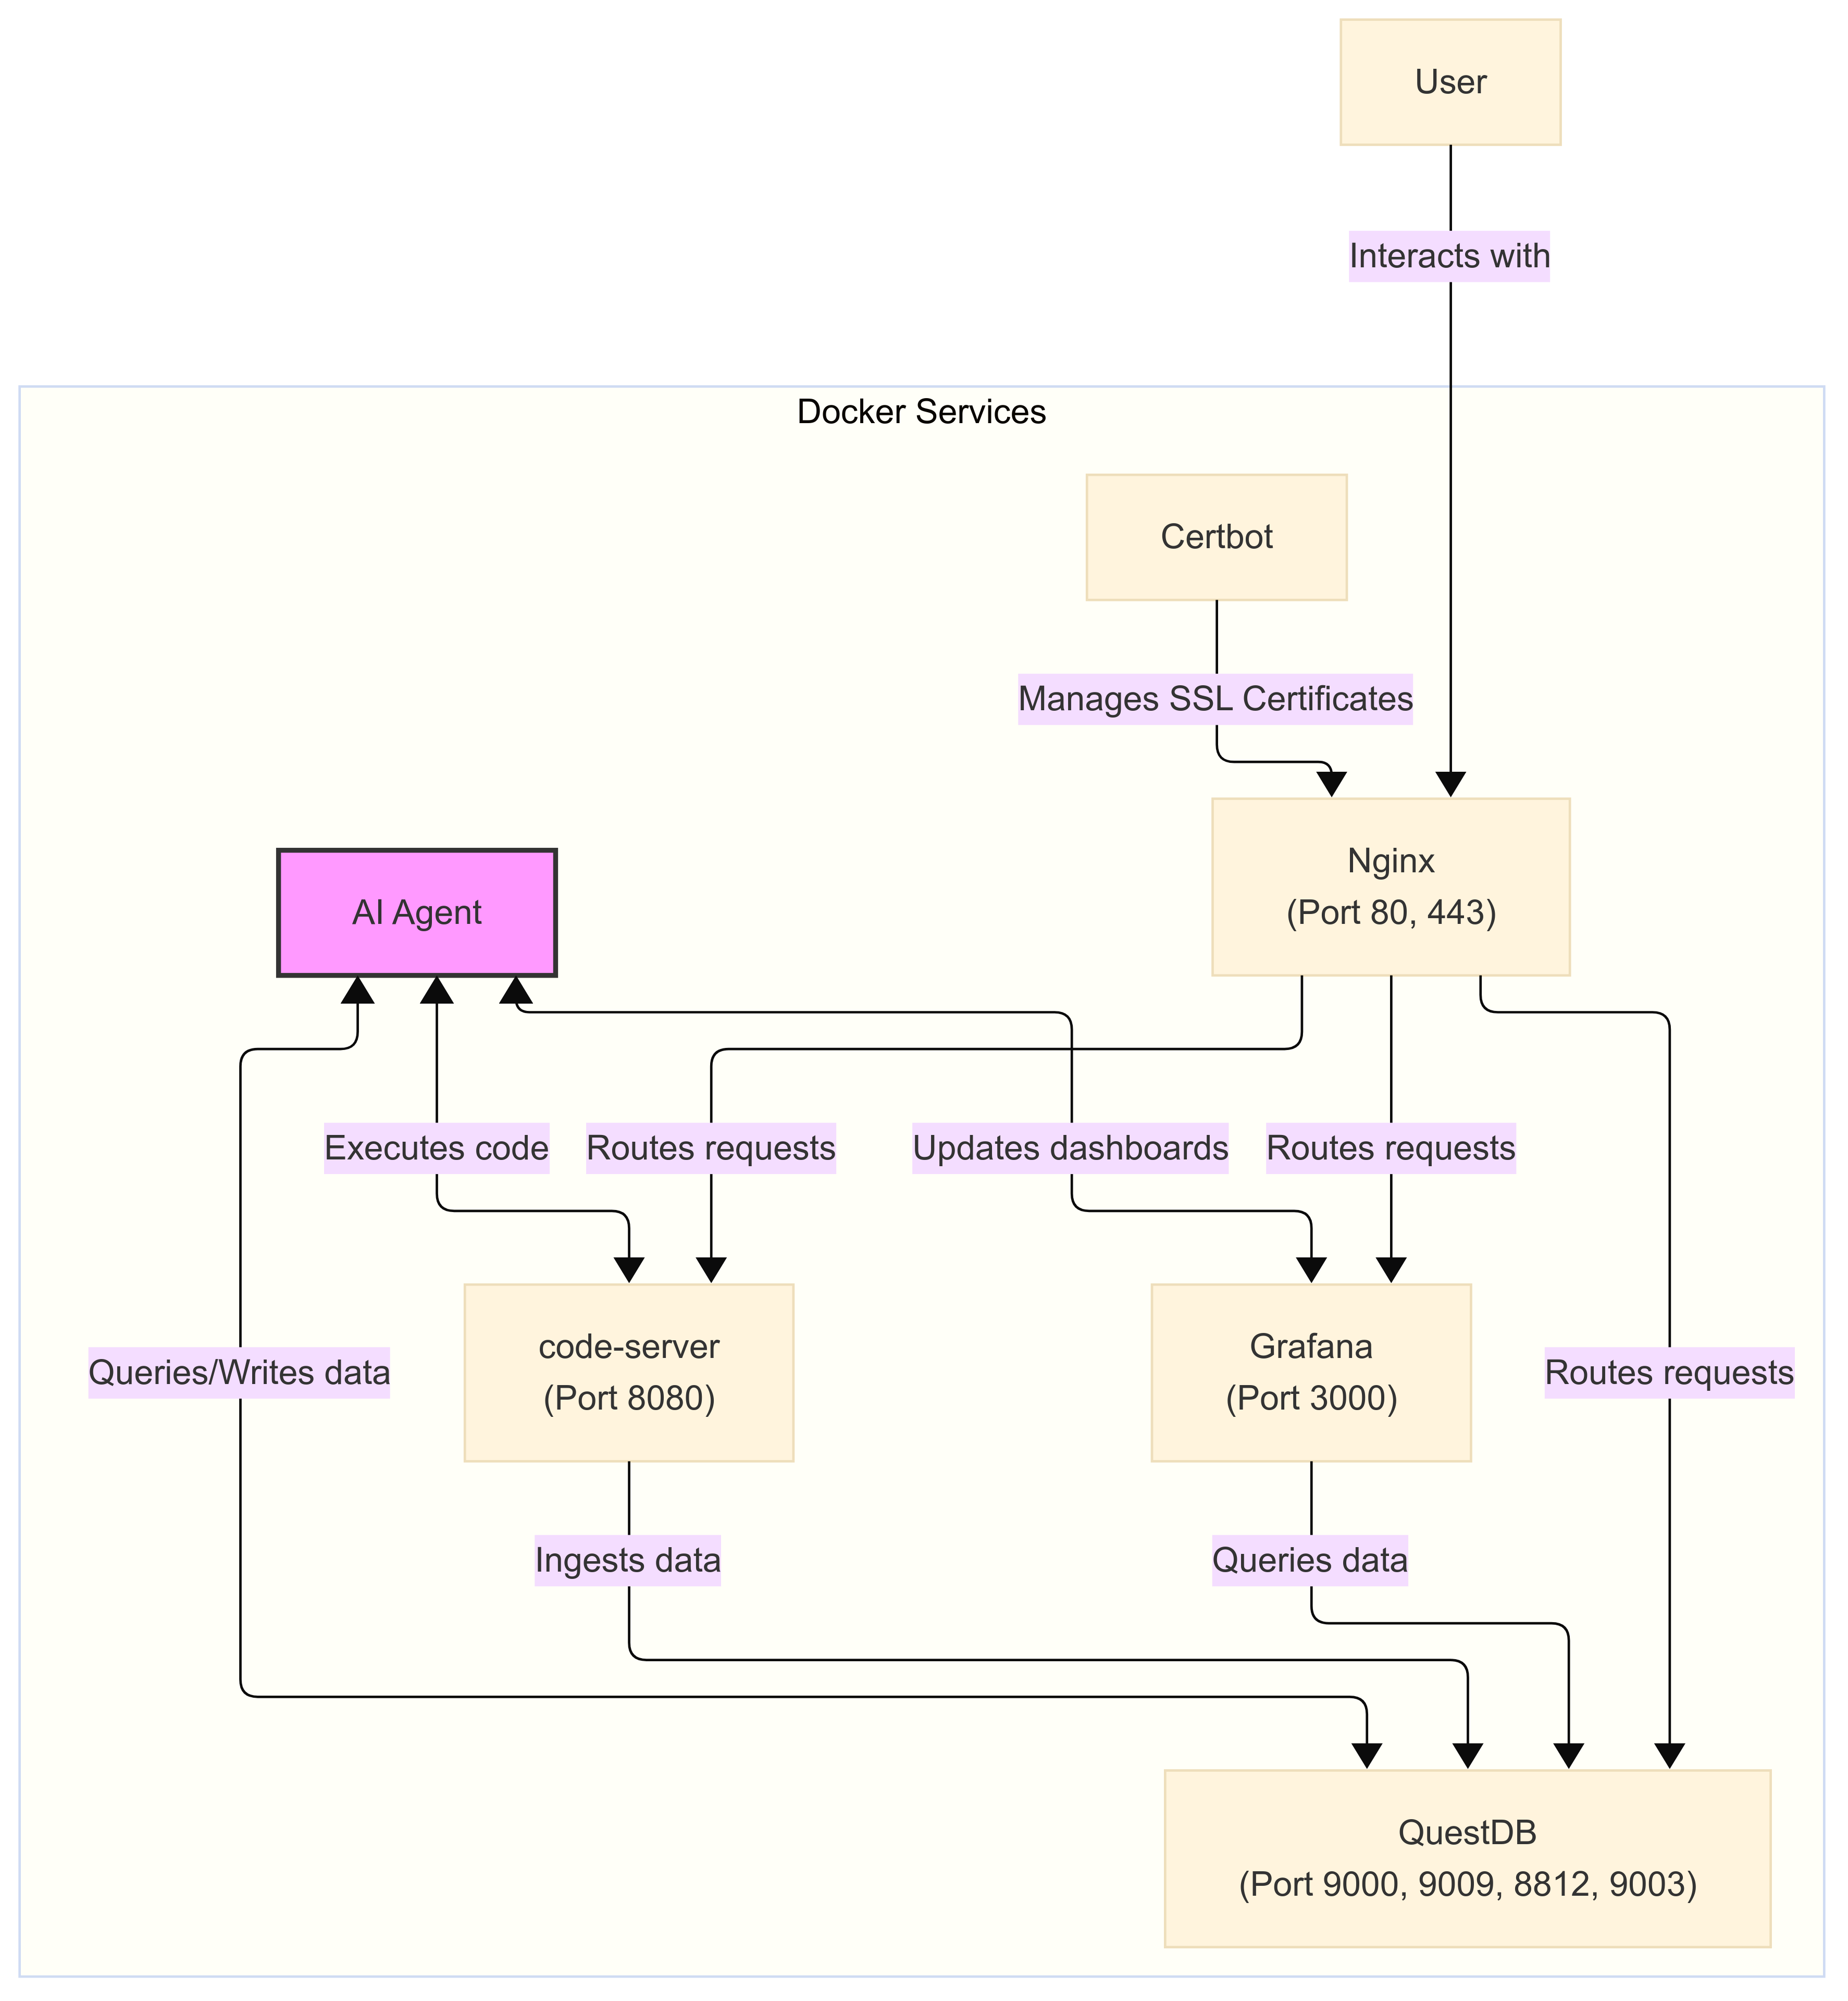 User
Interacts with
Docker Services
Certbot
Manages SSL Certificates
Nginx
(Port 80, 443)
AI Agent
Executes code
Routes requests
Updates dashboards
Routes requests
code-server
(Port 8080)
Grafana
(Port 3000)
Queries/Writes data
Routes requests
Ingests data
Queries data
QuestDB
(Port 9000, 9009, 8812, 9003)